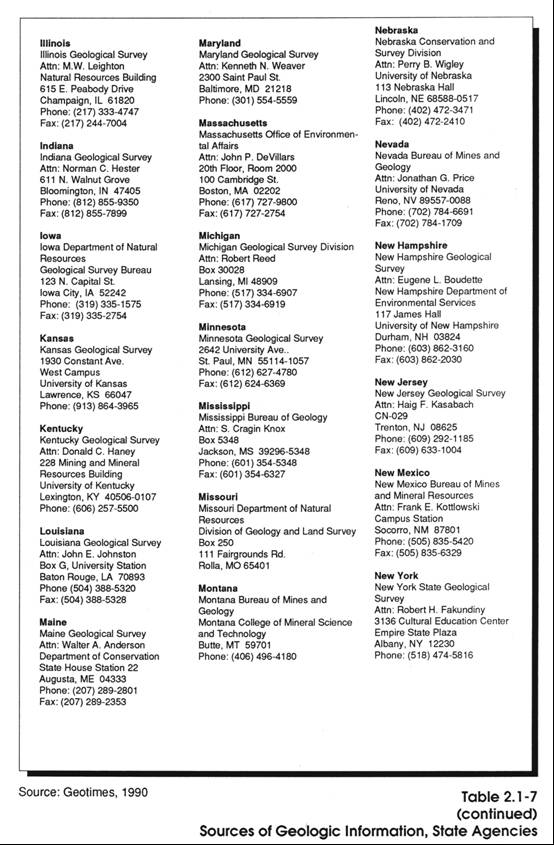 Illinois
Illinois Geological Survey
Attn: M.W. Leighton
Natural Resources Building
615 E. Peabody Drive
Champaign, IL 61820
Phone: (217) 333-4747
Fax: (217) 244-7004
Indiana
Indiana Geological Survey
Attn: Norman C. Hester
611 N. Walnut Grove
Bloomington, IN 47405
Phone: (812) 855-9350
Fax: (812) 855-7899
Iowa
Iowa Department of Natural
Resources
Geological Survey Bureau
123 N. Capital St.
Iowa City, IA 52242
Phone: (319) 335-1575
Fax: (319) 335-2754
Kansas
Kansas Geological Survey
1930 Constant Ave.
West Campus
University of Kansas
Lawrence, KS 66047
Phone: (913) 864-3965
Kentucky
Kentucky Geological Survey
Attn: Donald C. Haney
228 Mining and Mineral
Resources Building
University of Kentucky
Lexington, KY 40506-0107
Phone: (606) 257-5500
Louisiana
Louisiana Geological Survey
Attn: John E. Johnston
Box G, University Station
Baton Rouge, LA 70893
Phone (504) 388-5320
Fax: (504) 388-5328
Maine
Maine Geological Survey
Attn: Walter A. Anderson
Department of Conservation
State House Station 22
Augusta, ME 04333
Phone: (207) 289-2801
Fax: (207) 289-2353
Maryland
Maryland Geological Survey
Attn: Kenneth N. Weaver
2300 Saint Paul St.
Baltimore, MD 21218
Phone: (301) 554-5559
Massachusetts
Massachusetts Office of Environmen-
tal Affairs
Attn: John P. DeVillars
20th Floor, Room 2000
100 Cambridge St.
Boston, MA 02202
Phone: (617) 727-9800
Fax: (617) 727-2754
Michigan
Michigan Geological Survey Division
Attn: Robert Reed
Box 30028
Lansing, MI 48909
Phone: (517) 334-6907
Fax: (517) 334-6919
Minnesota
Minnesota Geological Survey
2642 University Ave..
St. Paul, MN 55114-1057
Phone: (612) 627-4780
Fax: (612) 624-6369
Mississippi
Mississippi Bureau of Geology
Attn: S. Cragin Knox
Box 5348
Jackson, MS 39296-5348
Phone: (601) 354-5348
Fax: (601) 354-6327
Missouri
Missouri Department of Natural
Resources
Division of Geology and Land Survey
Box 250
111 Fairgrounds Rd.
Rolla, MO 65401
Montana
Montana Bureau of Mines and
Geology
Montana College of Mineral Science
and Technology
Butte, MT 59701
Phone: (406) 496-4180
Nebraska
Nebraska Conservation and
Survey Division
Attn: Perry B. Wigley
University of Nebraska
113 Nebraska Hall
Lincoln, NE 68588-0517
Phone: (402) 472-3471
Fax: (402) 472-2410
Nevada
Nevada Bureau of Mines and
Geology
Attn: Jonathan G. Price
University of Nevada
Reno, NV 89557-0088
Phone: (702) 784-6691
Fax: (702) 784-1709
New Hampshire
New Hampshire Geological
Survey
Attn: Eugene L. Boudette
New Hampshire Department of
Environmental Services
117 James Hall
University of New Hampshire
Durham, NH 03824
Phone: (603) 862-3160
Fax: (603) 862-2030
New Jersey
New Jersey Geological Survey
Attn: Haig F. Kasabach
CN-029
Trenton, NJ 08625
Phone: (609) 292-1185
Fax: (609) 633-1004
New Mexico
New Mexico Bureau of Mines
and Mineral Resources
Attn: Frank E. Kottlowski
Campus Station
Socorro, NM 87801
Phone: (505) 835-5420
Fax: (505) 835-6329
New York
New York State Geological
Survey
Attn: Robert H. Fakundiny
3136 Cultural Education Center
Empire State Plaza
Albany, NY 12230
Phone: (518) 474-5816
Source: Geotimes, 1990
Table 2.1-7
(continued)
Sources of Geologic Information, State Agencies